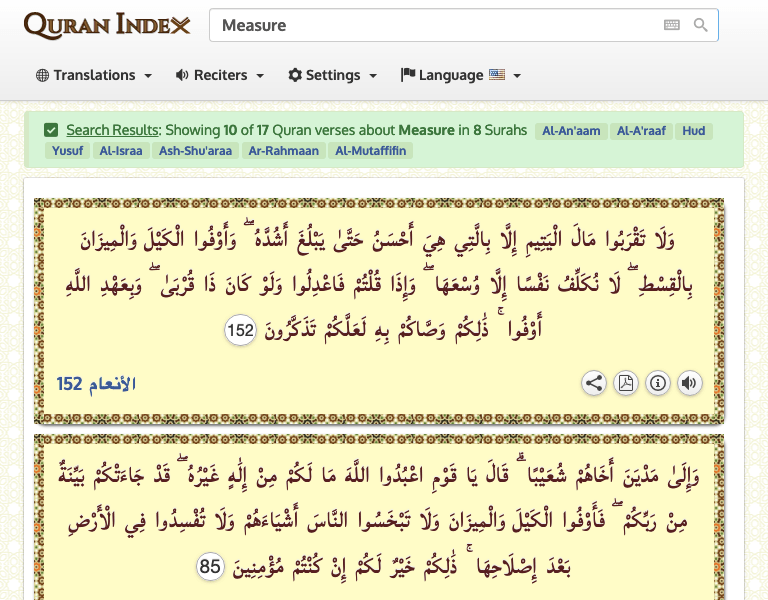 QURAN INDEX
Measure
Translations
Reciters
Settings
Language
Search Results: Showing 10 of 17 Quran verses about Measure in 8 Surahs Al-An'aam Al-A'raaf Hud
Yusuf Al-Israa Ash-Shu'araa Ar-Rahmaan Al-Mutaffifin
وَلَا تَقْرَبُوا مَالَ الْيَتِيمِ إِلَّا بِالَّتِي هِيَ أَحْسَنُ حَتَّىٰ يَبْلُغَ أَشُدَّهُ ۖ وَأَوْفُوا الْكَيْلَ وَالْمِيزَانَ
بِالْقِسْطِ ۖ لَا نُكَلِّفُ نَفْسًا إِلَّا وُسْعَهَا ۖ وَإِذَا قُلْتُمْ فَاعْدِلُوا وَلَوْ كَانَ ذَا قُرْبَىٰ ۖ وَبِعَهْدِ اللَّهِ
أَوْفُوا ۚ ذَٰلِكُمْ وَصَّاكُمْ بِهِ لَعَلَّكُمْ تَذَكَّرُونَ 152
الأنعام 152
وَإِلَىٰ مَدْيَنَ أَخَاهُمْ شُعَيْبًا ۗ قَالَ يَا قَوْمِ اعْبُدُوا اللَّهَ مَا لَكُمْ مِنْ إِلَٰهٍ غَيْرُهُ ۖ قَدْ جَاءَتْكُمْ بَيِّنَةٌ
مِنْ رَبِّكُمْ ۖ فَأَوْفُوا الْكَيْلَ وَالْمِيزَانَ وَلَا تَبْخَسُوا النَّاسَ أَشْيَاءَهُمْ وَلَا تُفْسِدُوا فِي الْأَرْضِ
بَعْدَ إِصْلَاحِهَا ۚ ذَٰلِكُمْ خَيْرٌ لَكُمْ إِنْ كُنْتُمْ مُؤْمِنِينَ 85